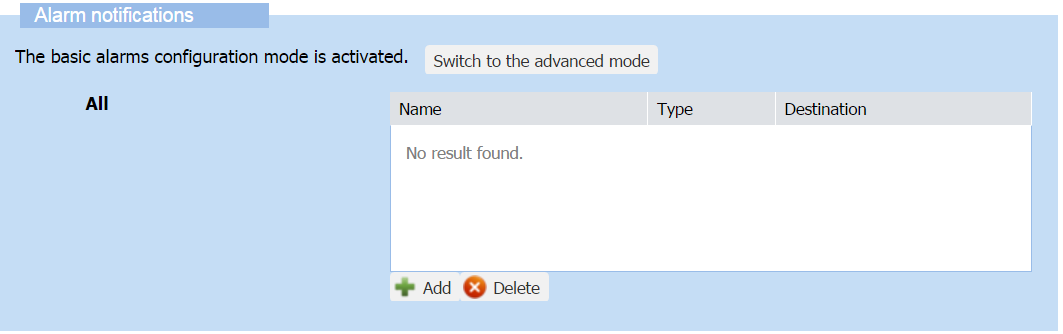 Alarm notifications
The basic alarms configuration mode is activated. Switch to the advanced mode
All
Name Type Destination
No result found.
Add Delete